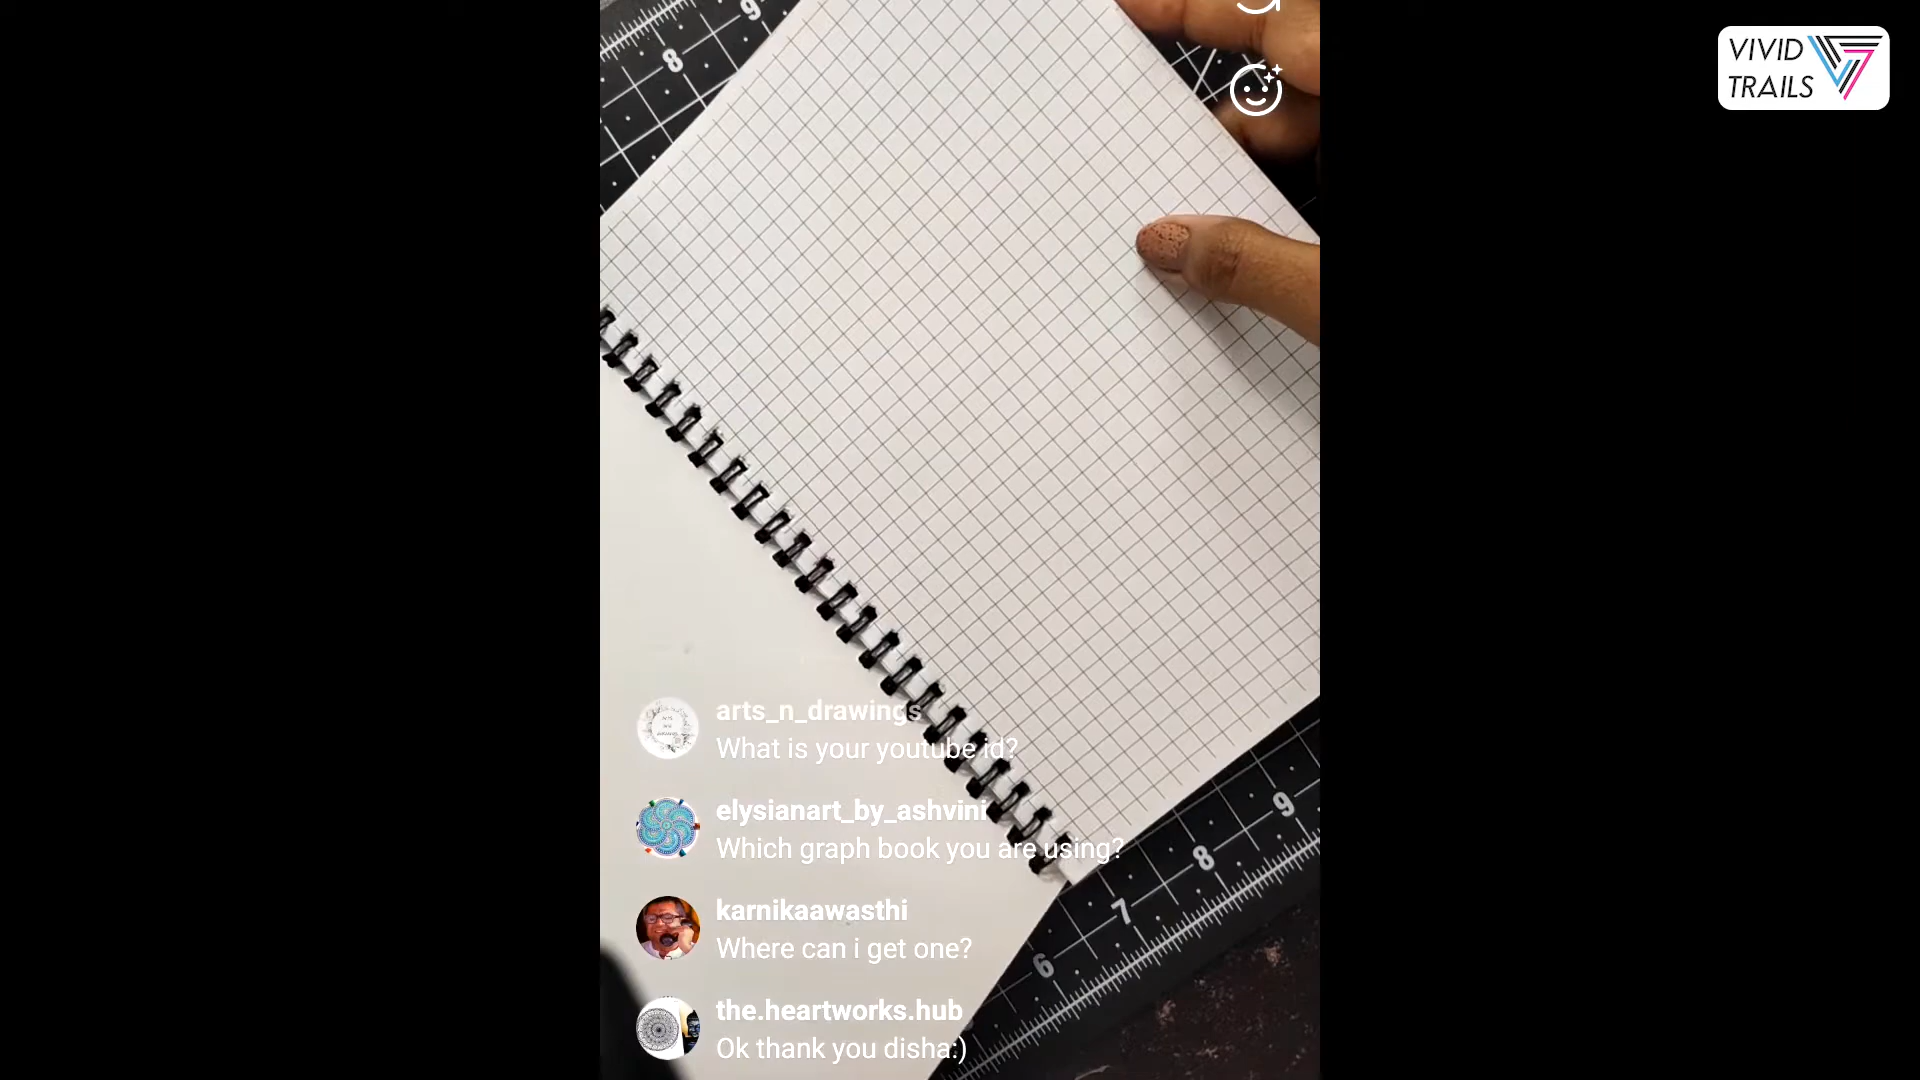 9
8
VIVID
TRAILS
arts_n_drawings
What is your youtube id?
elysianart_by_ashvini
Which graph book you are using?
karnikaawasthi
Where can i get one?
the.heartworks.hub
Ok thank you disha:)
9
8
7
6